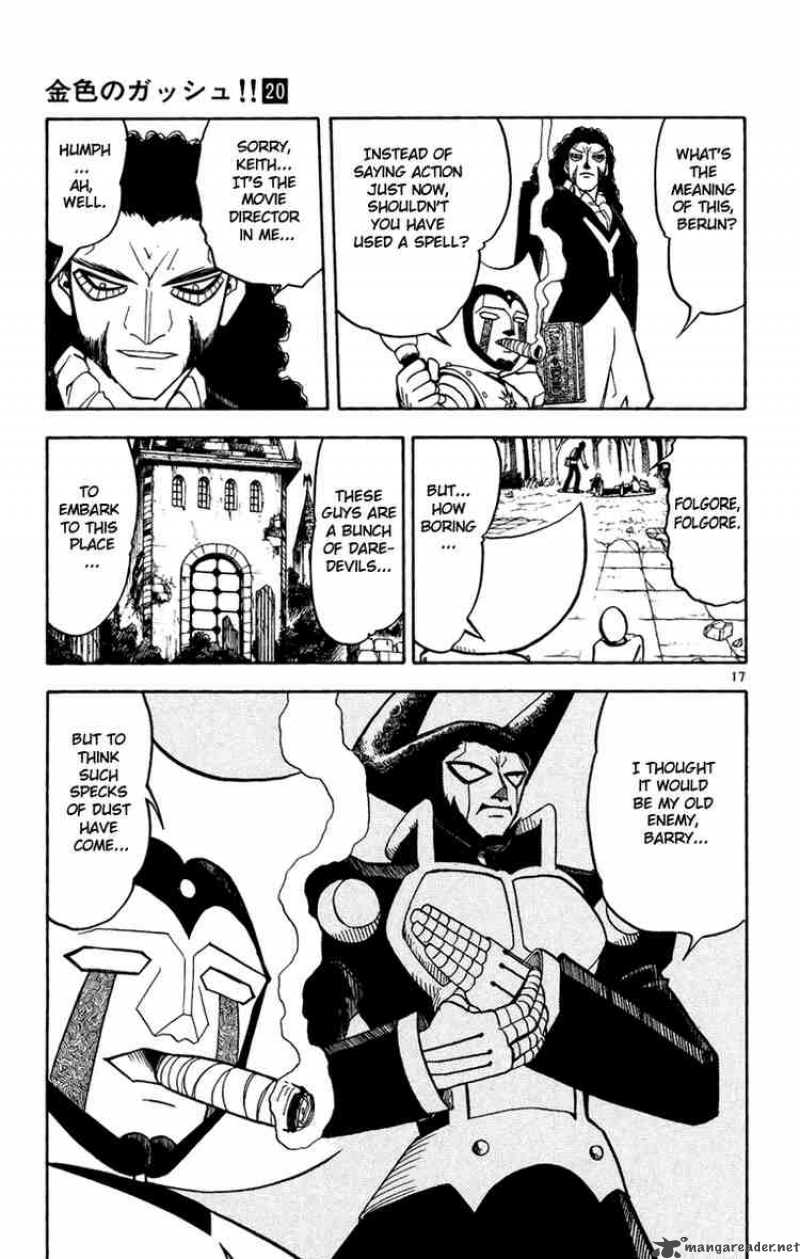 金色のガッシュ!! 20
WHAT'S
THE
MEANING
OF THIS,
BERUN?
INSTEAD OF
SAYING ACTION
JUST NOW,
SHOULDN'T
YOU HAVE
USED A SPELL?
SORRY,
KEITH...
IT'S THE
MOVIE
DIRECTOR
IN ME...
HUMPH
...
AH,
WELL.
FOLGORE,
FOLGORE.
BUT...
HOW
BORING
...
THESE
GUYS ARE
A BUNCH
OF DARE-
DEVILS...
TO
EMBARK
TO THIS
PLACE
...
17
I THOUGHT
IT WOULD
BE MY OLD
ENEMY,
BARRY...
BUT TO
THINK
SUCH
SPECKS
OF DUST
HAVE
COME...
mangareader.net